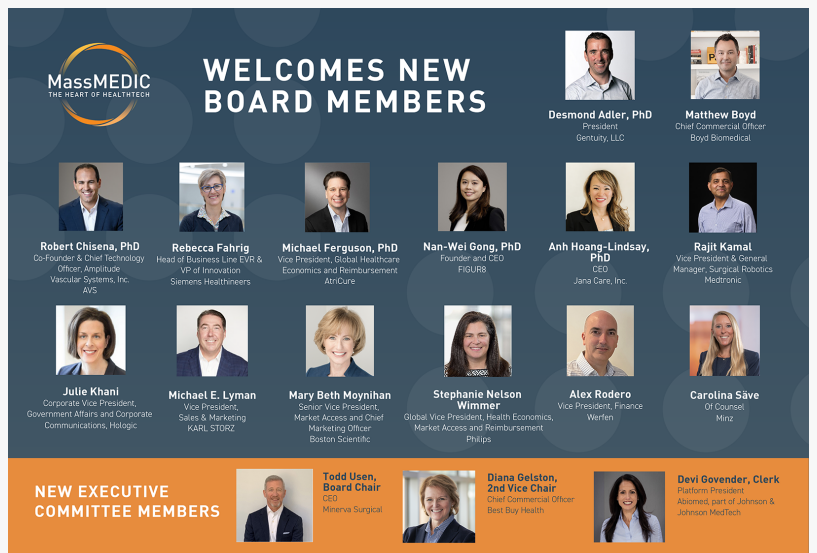 MassMEDIC
THE HEART OF HEALTHTECH
WELCOMES NEW
BOARD MEMBERS
Desmond Adler, PhD
President
Gentuity, LLC
Matthew Boyd
Chief Commercial Officer
Boyd Biomedical
Robert Chisena, PhD
Co-Founder & Chief Technology
Officer, Amplitude
Vascular Systems, Inc.
AVS
Rebecca Fahrig
Head of Business Line EVR &
VP of Innovation
Siemens Healthineers
Michael Ferguson, PhD
Vice President, Global Healthcare
Economics and Reimbursement
AtriCure
Nan-Wei Gong, PhD
Founder and CEO
FIGUR8
Anh Hoang-Lindsay,
PhD
CEO
Jana Care, Inc.
Rajit Kamal
Vice President & General
Manager, Surgical Robotics
Medtronic
Julie Khani
Corporate Vice President,
Government Affairs and Corporate
Communications, Hologic
Michael E. Lyman
Vice President,
Sales & Marketing
KARL STORZ
Mary Beth Moynihan
Senior Vice President,
Market Access and Chief
Marketing Officer
Boston Scientific
Stephanie Nelson
Wimmer
Global Vice President, Health Economics,
Market Access and Reimbursement
Philips
Alex Rodero
Vice President, Finance
Werfen
Carolina Säve
Of Counsel
Minz
NEW EXECUTIVE
COMMITTEE MEMBERS
Todd Usen,
Board Chair
CEO
Minerva Surgical
Diana Gelston,
2nd Vice Chair
Chief Commercial Officer
Best Buy Health
Devi Govender, Clerk
Platform President
Abiomed, part of Johnson &
Johnson MedTech